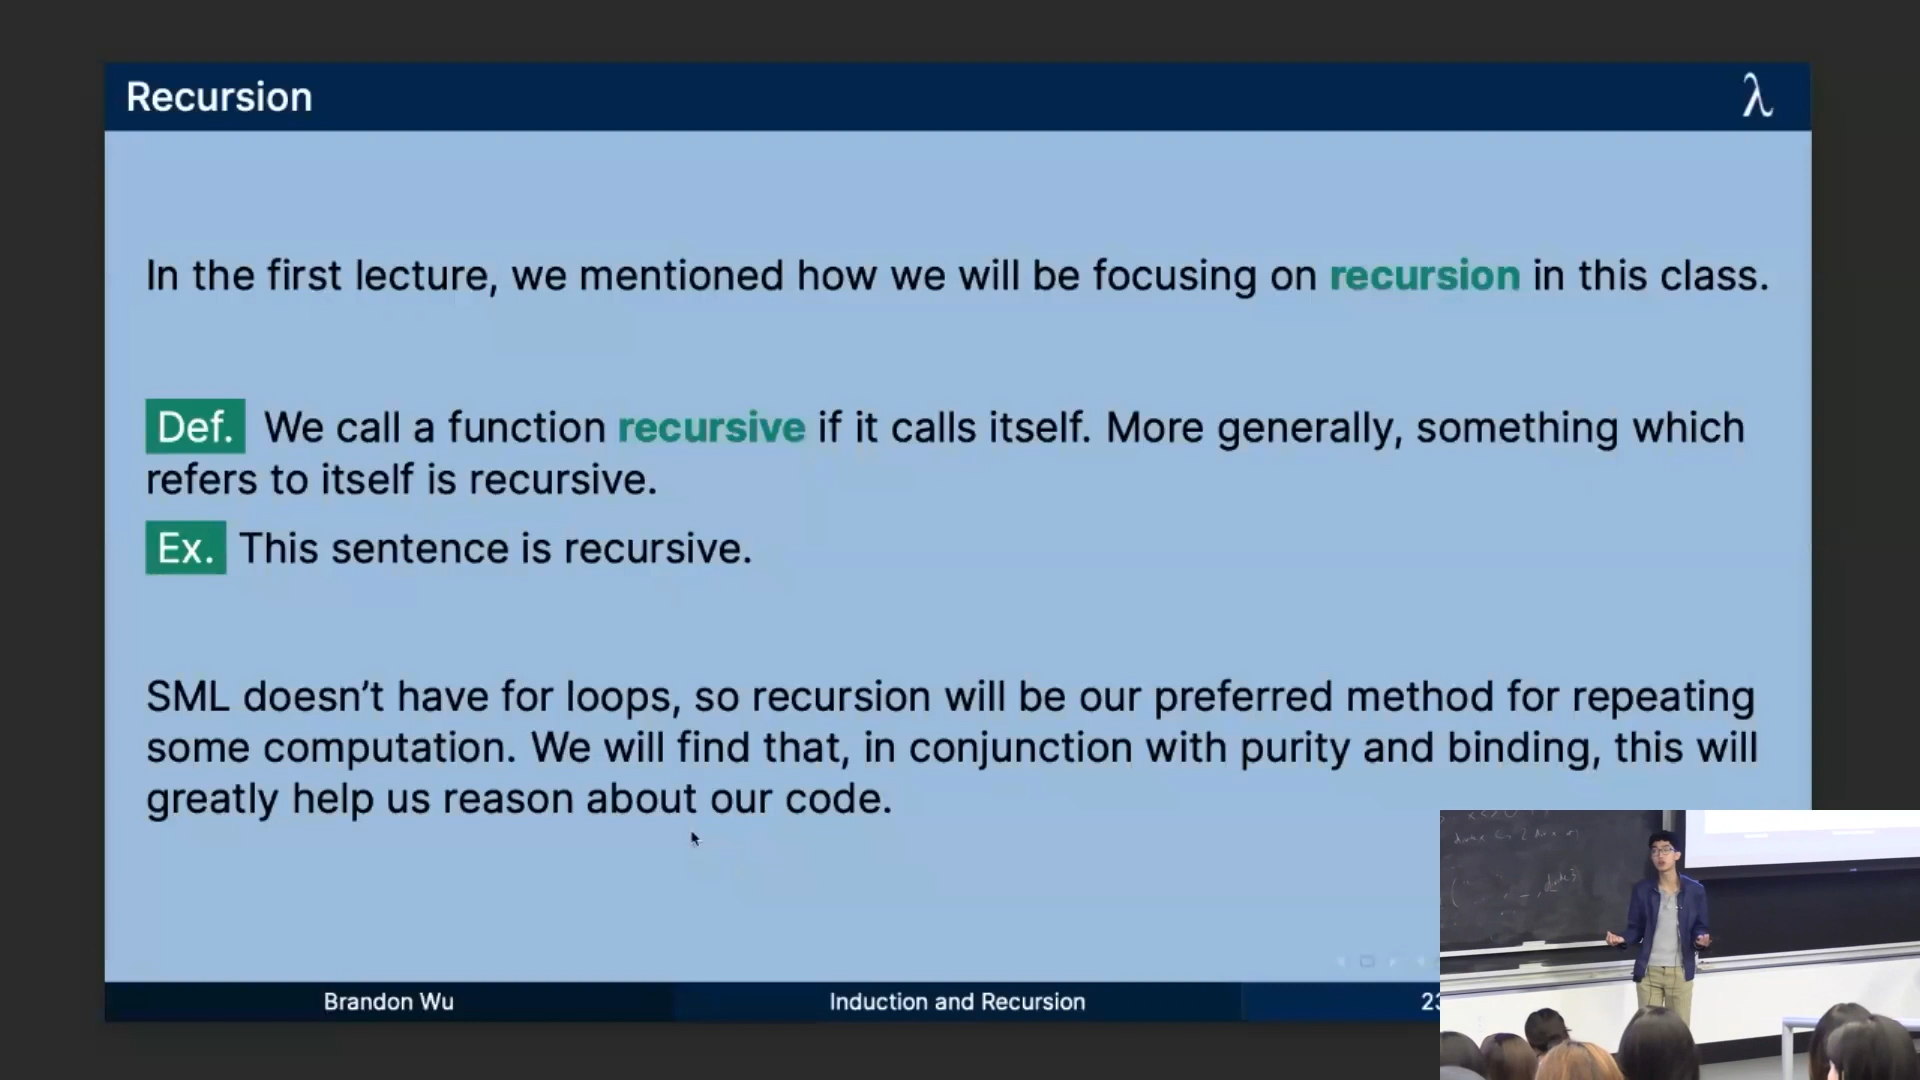 Recursion
λ
In the first lecture, we mentioned how we will be focusing on recursion in this class.
Def. We call a function recursive if it calls itself. More generally, something which
refers to itself is recursive.
Ex. This sentence is recursive.
SML doesn’t have for loops, so recursion will be our preferred method for repeating
some computation. We will find that, in conjunction with purity and binding, this will
greatly help us reason about our code.
Brandon Wu
Induction and Recursion